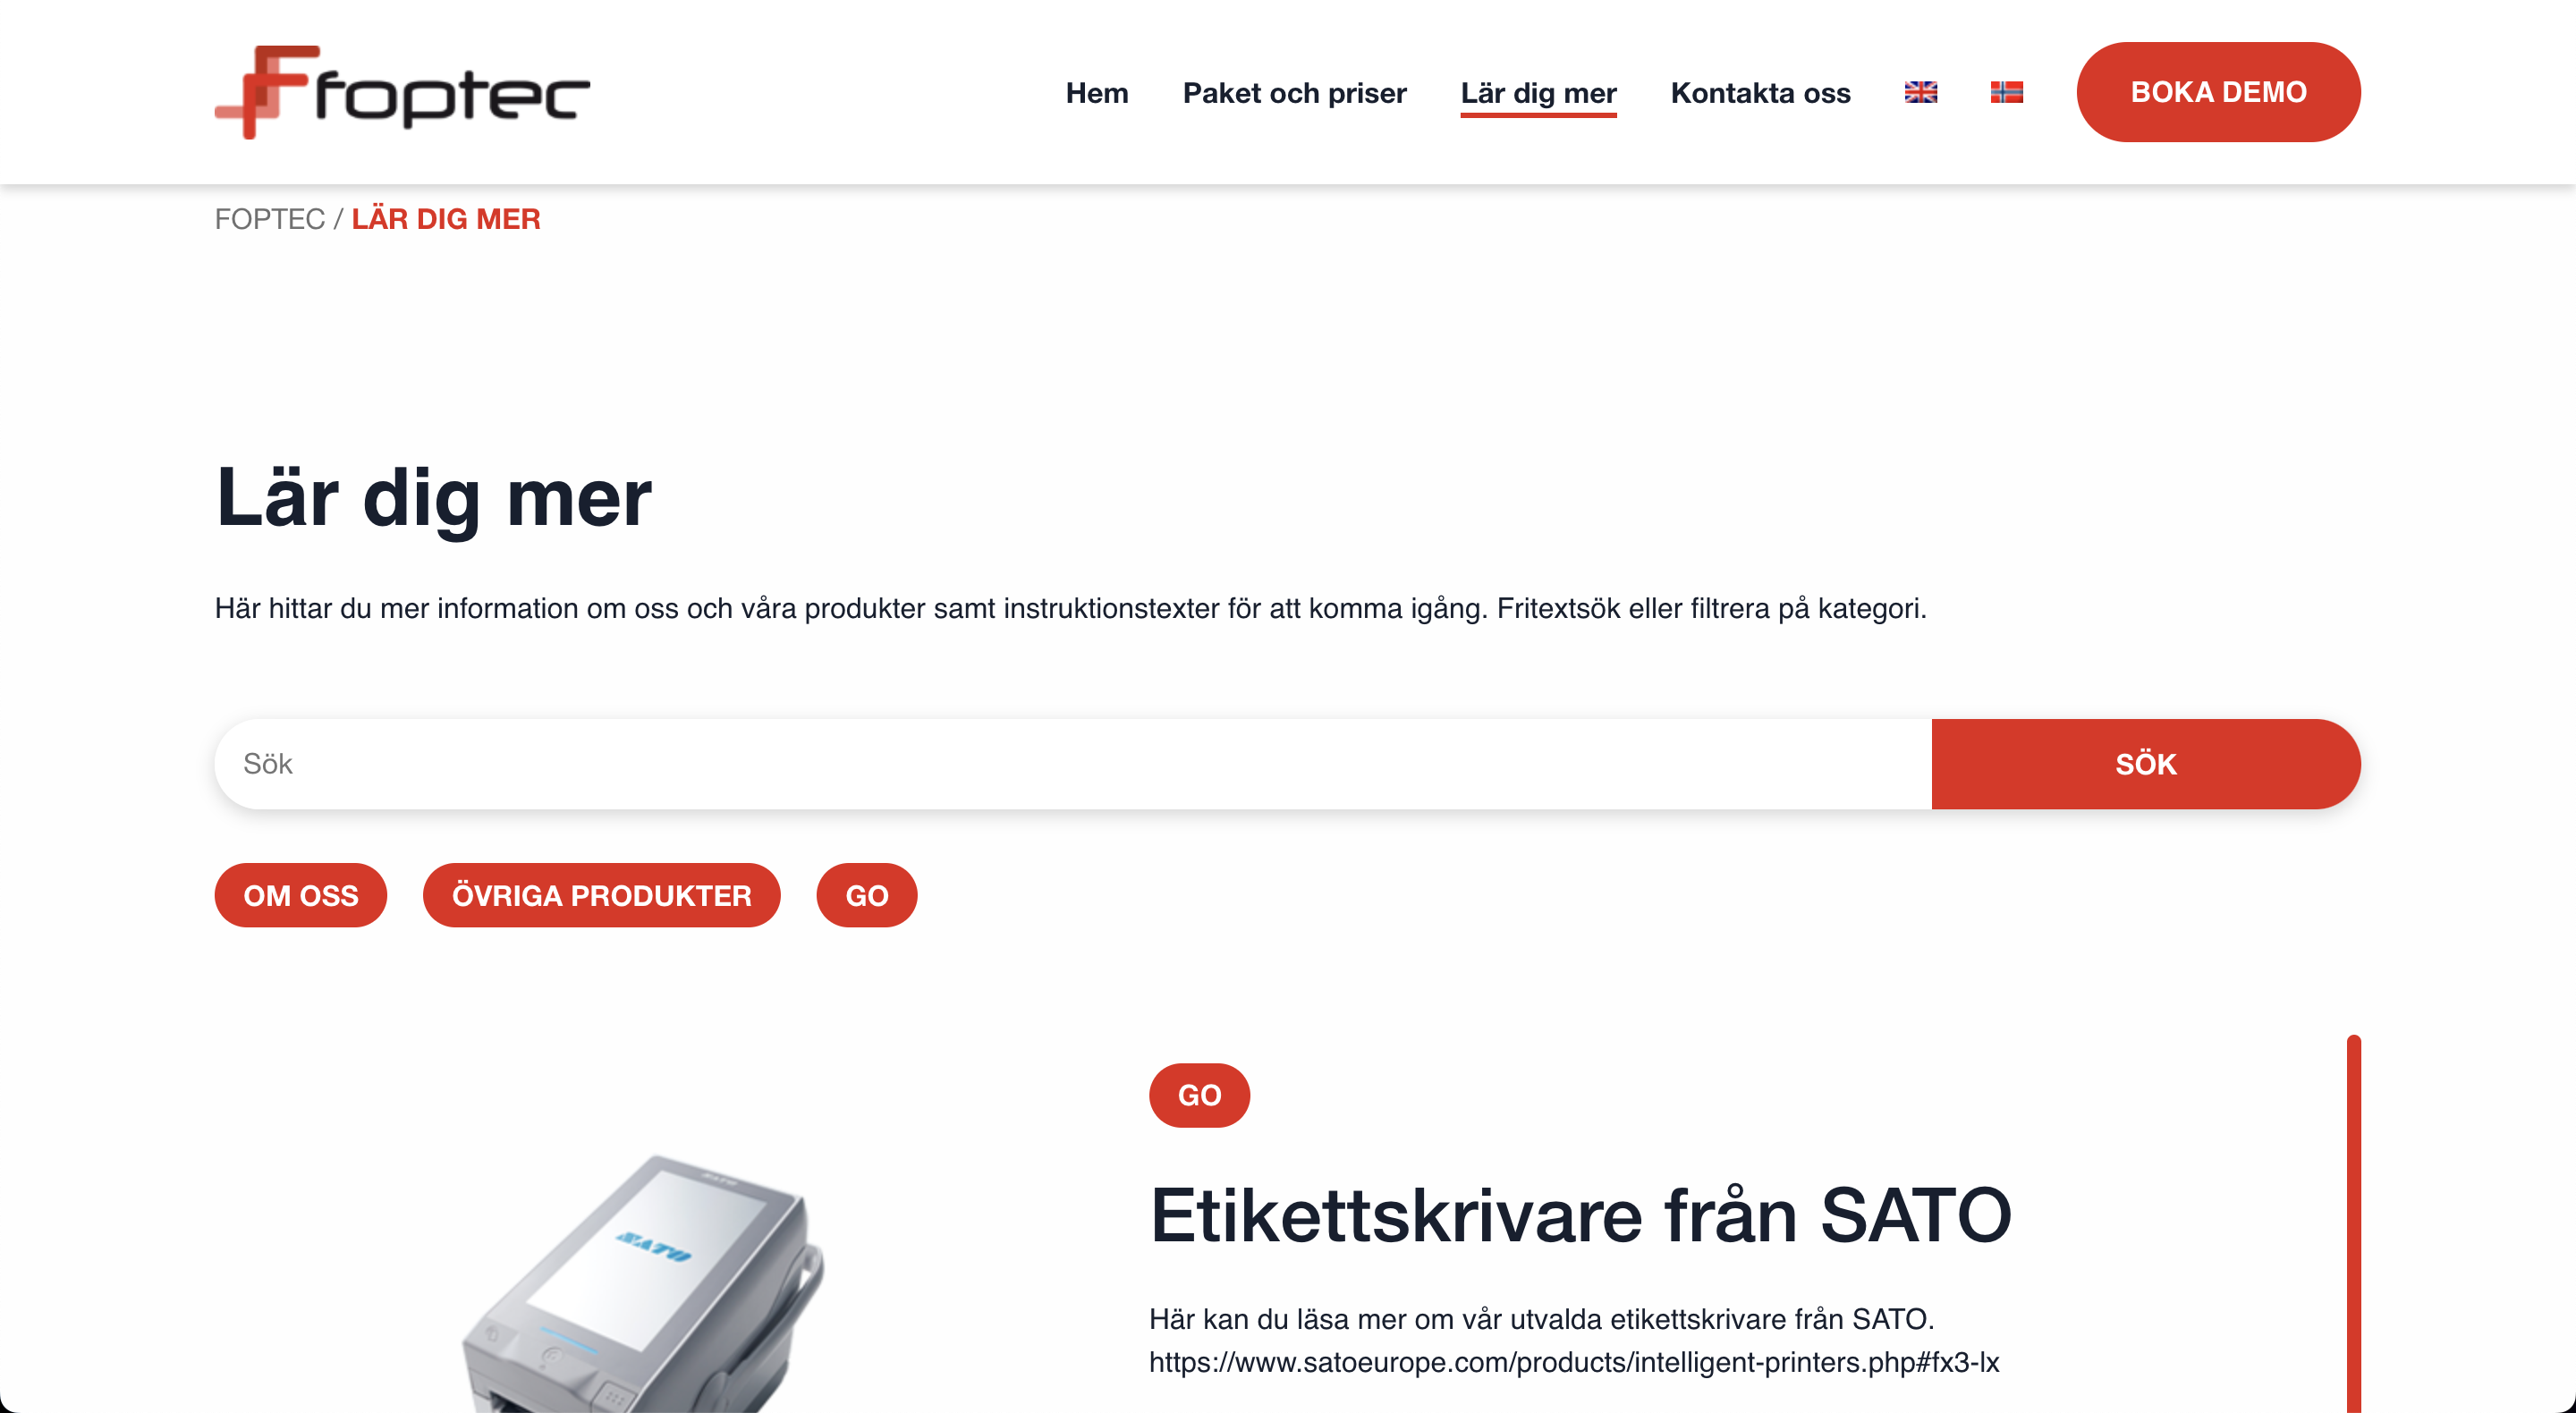 foptec
Hem
Paket och priser
Lär dig mer
Kontakta oss
BOKA DEMO
FOPTEC / LÄR DIG MER
Lär dig mer
Här hittar du mer information om oss och våra produkter samt instruktionstexter för att komma igång. Fritextsök eller filtrera på kategori.
Sök
SÖK
OM OSS
ÖVRIGA PRODUKTER
GO
GO
Etikettskrivare från SATO
Här kan du läsa mer om vår utvalda etikettskrivare från SATO.
https://www.satoeurope.com/products/intelligent-printers.php#fx3-lx
SATO
SATO